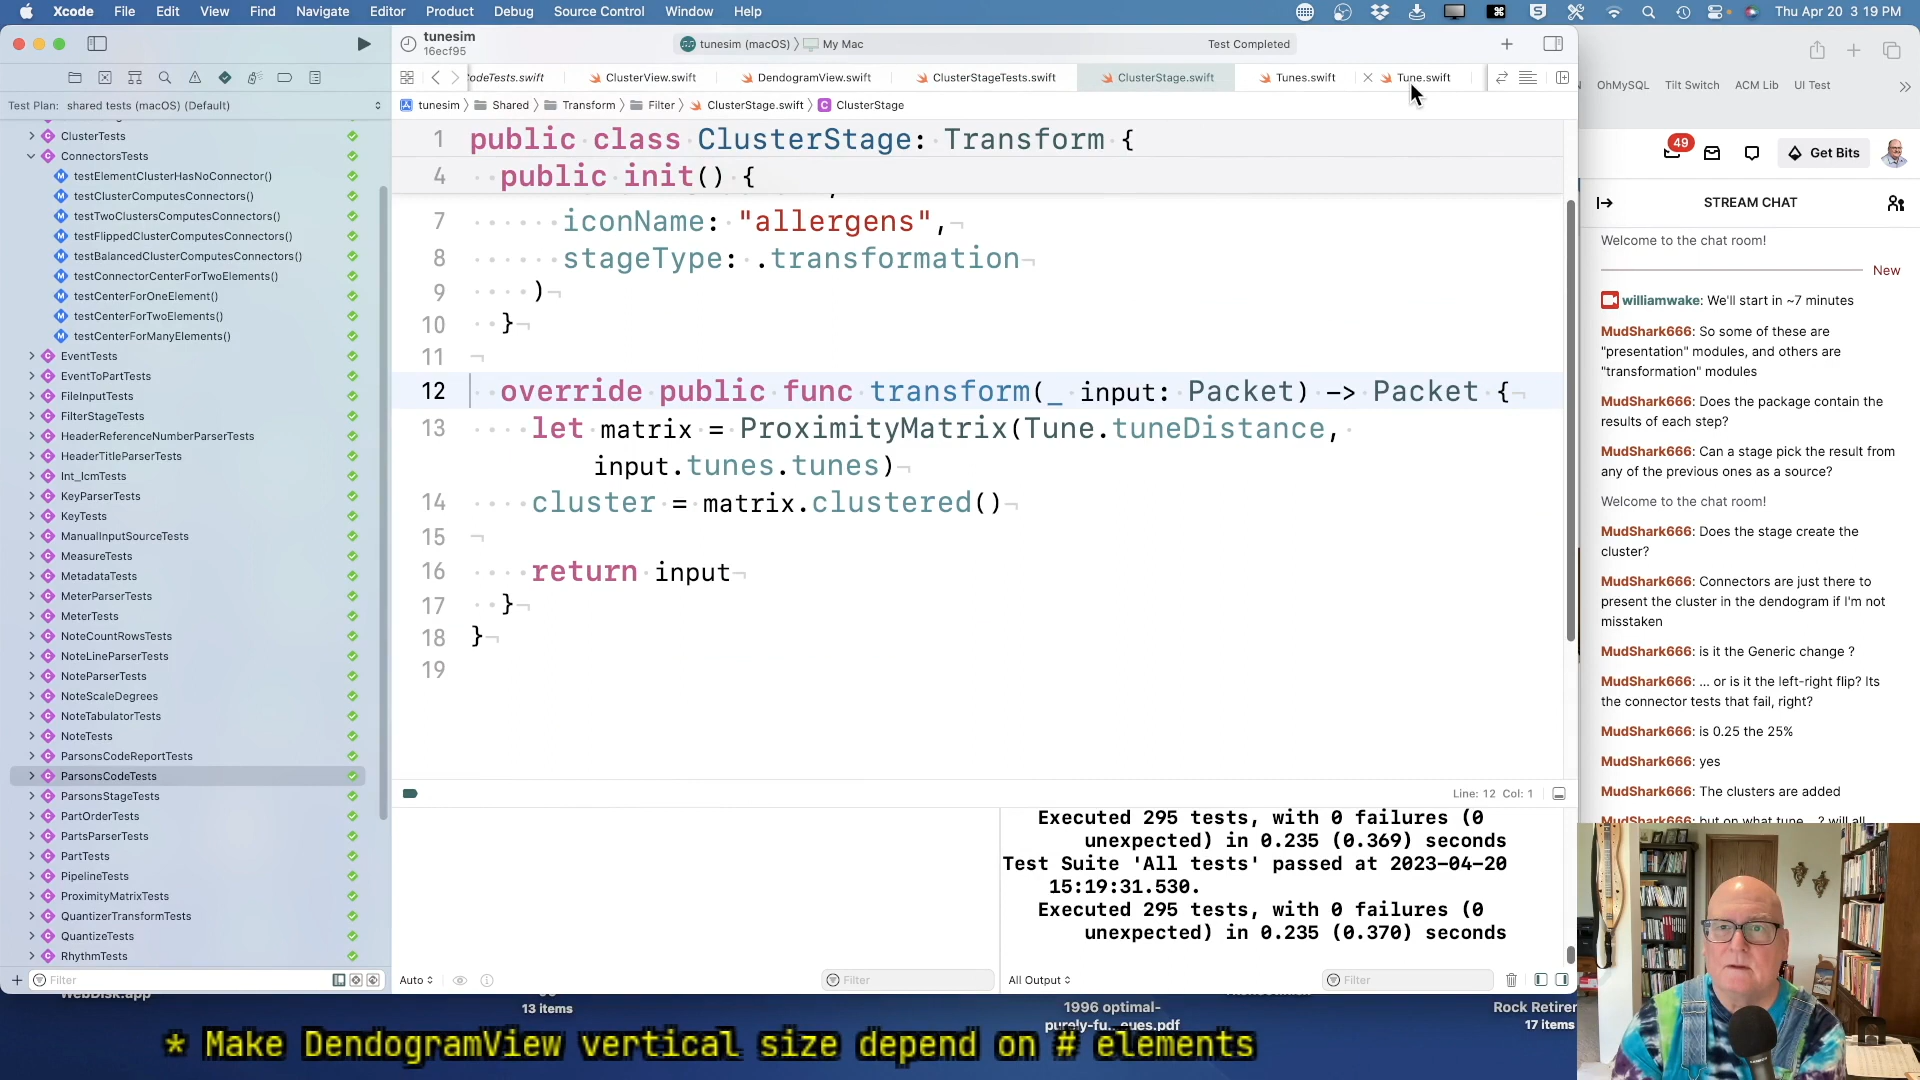 Xcode File Edit View Find Navigate Editor Product Debug Source Control Window Help
Thu Apr 20 3:19 PM
tunesim
16ecf95
tunesim (macOS) My Mac Test Completed
odeTests.swift ClusterView.swift DendogramView.swift ClusterStageTests.swift ClusterStage.swift Tunes.swift Tune.swift
Test Plan: shared tests (macOS) (Default)
tunesim Shared Transform Filter ClusterStage.swift ClusterStage
ClusterTests
ConnectorsTests
testElementClusterHasNoConnector()
testClusterComputesConnectors()
testTwoClustersComputesConnectors()
testFlippedClusterComputesConnectors()
testBalancedClusterComputesConnectors()
testConnectorCenterForTwoElements()
testCenterForOneElement()
testCenterForTwoElements()
testCenterForManyElements()
EventTests
EventToPartTests
FileInputTests
FilterStageTests
HeaderReferenceNumberParserTests
HeaderTitleParserTests
Int_lcmTests
KeyParserTests
KeyTests
ManualInputSourceTests
MeasureTests
MetadataTests
MeterParserTests
MeterTests
NoteCountRowsTests
NoteLineParserTests
NoteParserTests
NoteScaleDegrees
NoteTabulatorTests
NoteTests
ParsonsCodeReportTests
ParsonsCodeTests
ParsonsStageTests
PartOrderTests
PartsParserTests
PartTests
PipelineTests
ProximityMatrixTests
QuantizerTransformTests
QuantizeTests
RhythmTests
Filter
1 public class ClusterStage: Transform {
4 public init() {
7 iconName: "allergens",
8 stageType: .transformation
9 )
10 }
11
12 override public func transform(_ input: Packet) -> Packet {
13 let matrix = ProximityMatrix(Tune.tuneDistance,
input.tunes.tunes)
14 cluster = matrix.clustered()
15
16 return input
17 }
18 }
19
Line: 12 Col: 1
Executed 295 tests, with 0 failures (0
unexpected) in 0.235 (0.369) seconds
Test Suite 'All tests' passed at 2023-04-20
15:19:31.530.
Executed 295 tests, with 0 failures (0
unexpected) in 0.235 (0.370) seconds
Auto Filter All Output Filter
OhMySQL Tilt Switch ACM Lib UI Test
49 Get Bits
STREAM CHAT
Welcome to the chat room!
New
williamwake: We'll start in ~7 minutes
MudShark666: So some of these are
"presentation" modules, and others are
"transformation" modules
MudShark666: Does the package contain the
results of each step?
MudShark666: Can a stage pick the result from
any of the previous ones as a source?
Welcome to the chat room!
MudShark666: Does the stage create the
cluster?
MudShark666: Connectors are just there to
present the cluster in the dendogram if I'm not
misstaken
MudShark666: is it the Generic change ?
MudShark666: ... or is it the left-right flip? Its
the connector tests that fail, right?
MudShark666: is 0.25 the 25%
MudShark666: yes
MudShark666: The clusters are added
MudShark666: but on what tune ? will all
WebDisk.app
13 items
1996 optimal-
purely-fu...eues.pdf
Rock Retirer
17 items
* Make DendogramView vertical size depend on # elements